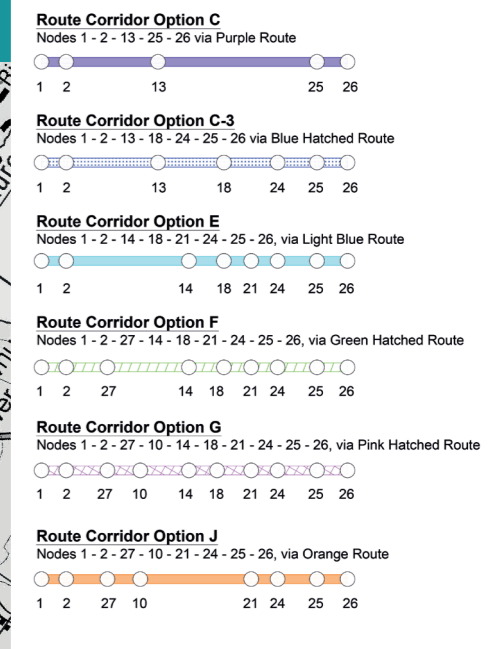 Route Corridor Option C
Nodes 1 - 2 - 13 - 25 - 26 via Purple Route
1 2 13 25 26
Route Corridor Option C-3
Nodes 1 - 2 - 13 - 18 - 24 - 25 - 26 via Blue Hatched Route
1 2 13 18 24 25 26
Route Corridor Option E
Nodes 1 - 2 - 14 - 18 - 21 - 24 - 25 - 26, via Light Blue Route
1 2 14 18 21 24 25 26
Route Corridor Option F
Nodes 1 - 2 - 27 - 14 - 18 - 21 - 24 - 25 - 26, via Green Hatched Route
1 2 27 14 18 21 24 25 26
Route Corridor Option G
Nodes 1 - 2 - 27 - 10 - 14 - 18 - 21 - 24 - 25 - 26, via Pink Hatched Route
1 2 27 10 14 18 21 24 25 26
Route Corridor Option J
Nodes 1 - 2 - 27 - 10 - 21 - 24 - 25 - 26, via Orange Route
1 2 27 10 21 24 25 26